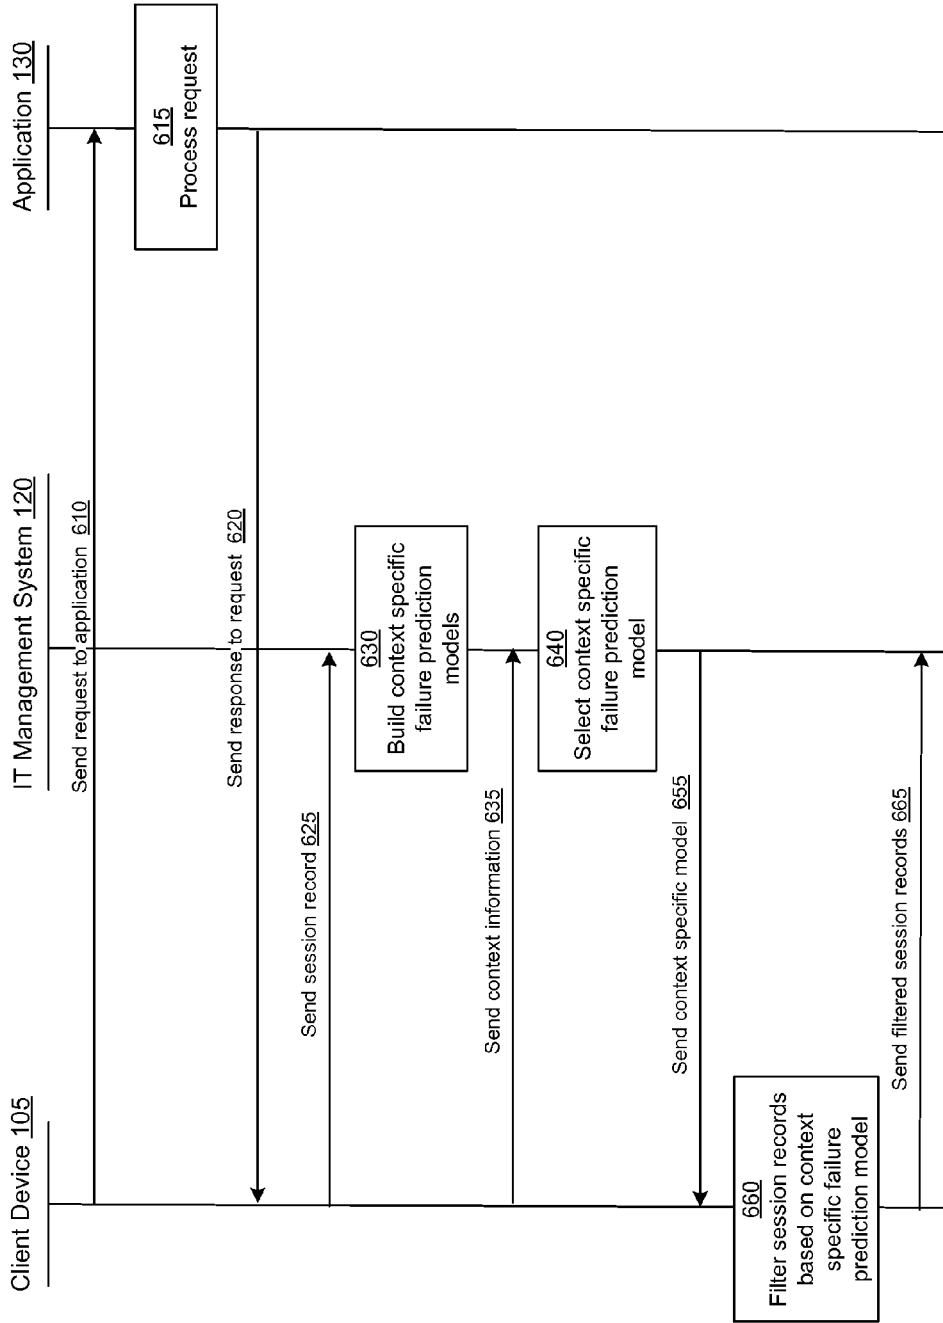 Client Device 105
IT Management System 120
Application 130
Send request to application 610
615
Process request
Send response to request 620
Send session record 625
630
Build context specific
failure prediction
models
Send context information 635
640
Select context specific
failure prediction
model
Send context specific model 655
660
Filter session records
based on context
specific failure
prediction model
Send filtered session records 665